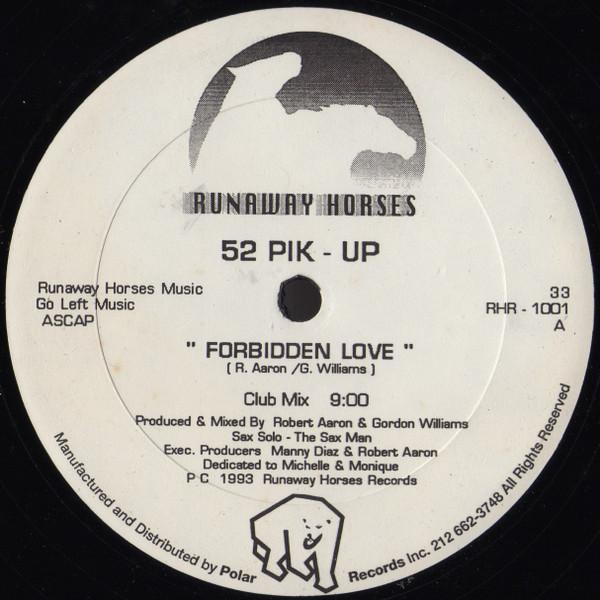 RUNAWAY HORSES
52 PIK - UP
Runaway Horses Music
Go Left Music
ASCAP
33
RHR - 1001
A
" FORBIDDEN LOVE "
( R. Aaron /G. Williams )
Club Mix 9:00
Produced & Mixed By Robert Aaron & Gordon Williams
Sax Solo - The Sax Man
Exec. Producers Manny Diaz & Robert Aaron
Dedicated to Michelle & Monique
P C 1993 Runaway Horses Records
Manufactured and Distributed by Polar Records Inc. 212 662-3748 All Rights Reserved